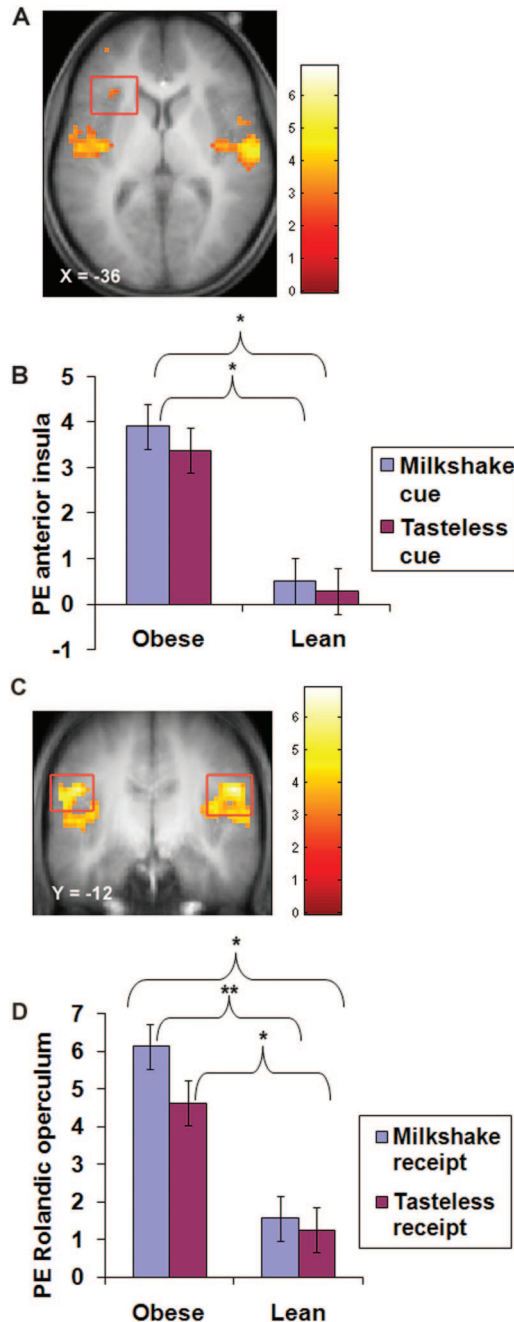 A
6
5
4
3
2
1
0
X = -36
*
*
B
5
4
3
2
1
0
-1
PE anterior insula
Obese
Lean
Milkshake
cue
Tasteless
cue
C
6
5
4
3
2
1
0
Y = -12
*
**
*
D
7
6
5
4
3
2
1
0
PE Rolandic operculum
Obese
Lean
Milkshake
receipt
Tasteless
receipt